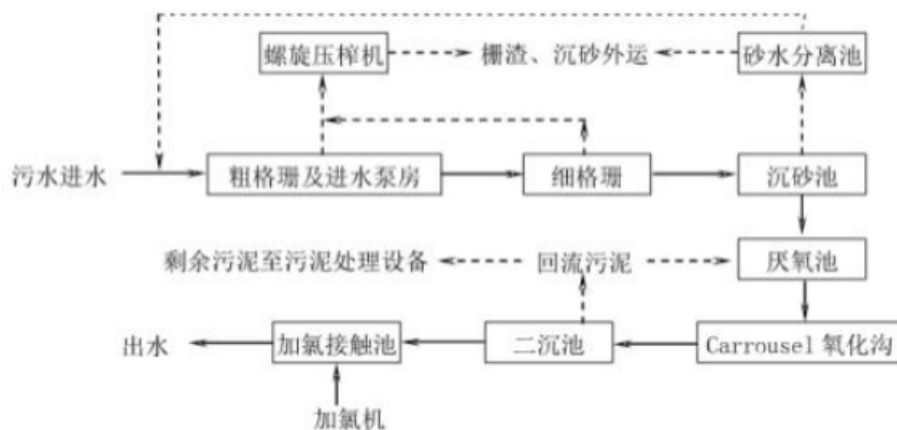 螺旋压榨机
栅渣、沉砂外运
砂水分离池
污水进水
粗格珊及进水泵房
细格珊
沉砂池
剩余污泥至污泥处理设备
回流污泥
厌氧池
出水
加氯接触池
二沉池
Carrousel 氧化沟
加氯机